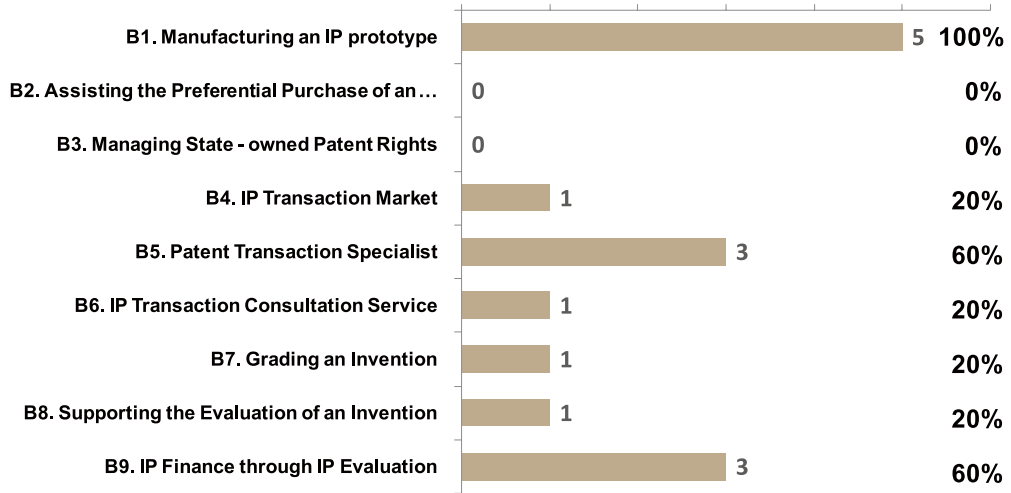 B1. Manufacturing an IP prototype 5 100%
B2. Assisting the Preferential Purchase of an… 0 0%
B3. Managing State - owned Patent Rights 0 0%
B4. IP Transaction Market 1 20%
B5. Patent Transaction Specialist 3 60%
B6. IP Transaction Consultation Service 1 20%
B7. Grading an Invention 1 20%
B8. Supporting the Evaluation of an Invention 1 20%
B9. IP Finance through IP Evaluation 3 60%